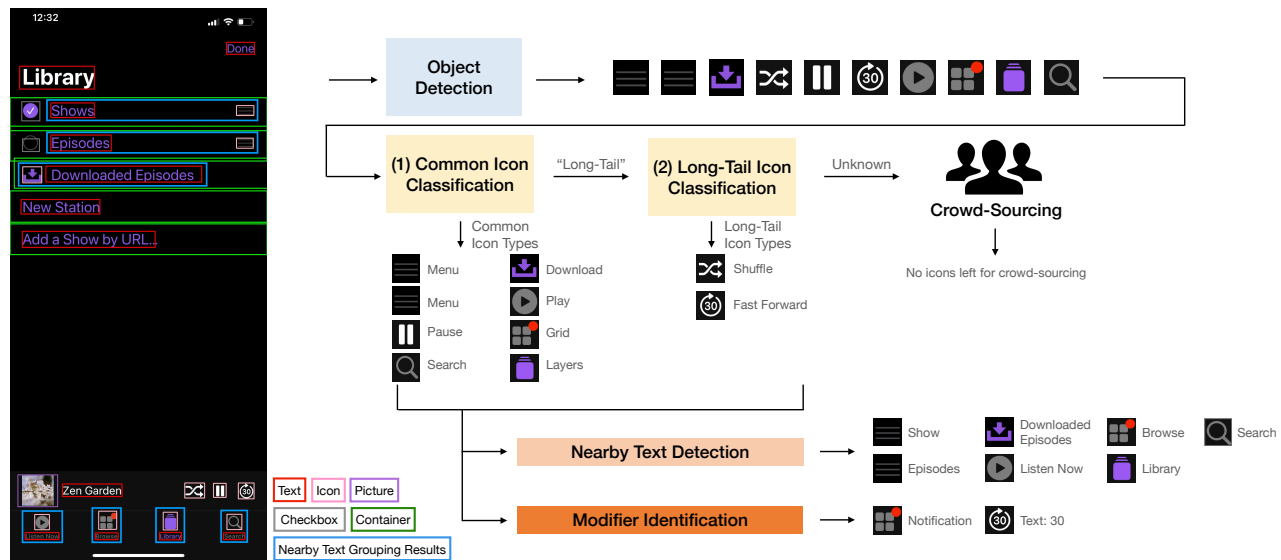 12:32
Done
Library
Shows
Episodes
Downloaded Episodes
New Station
Add a Show by URL...
Zen Garden
30
Listen Now
Browse
Library
Search
Text
Icon
Picture
Checkbox
Container
Nearby Text Grouping Results
Object
Detection
30
(1) Common Icon
Classification
“Long-Tail”
(2) Long-Tail Icon
Classification
Unknown
Crowd-Sourcing
No icons left for crowd-sourcing
Common
Icon Types
Menu
Download
Menu
Play
Pause
Grid
Search
Layers
Long-Tail
Icon Types
Shuffle
30
Fast Forward
Nearby Text Detection
Show
Downloaded
Episodes
Browse
Search
Episodes
Listen Now
Library
Modifier Identification
Notification
30
Text: 30